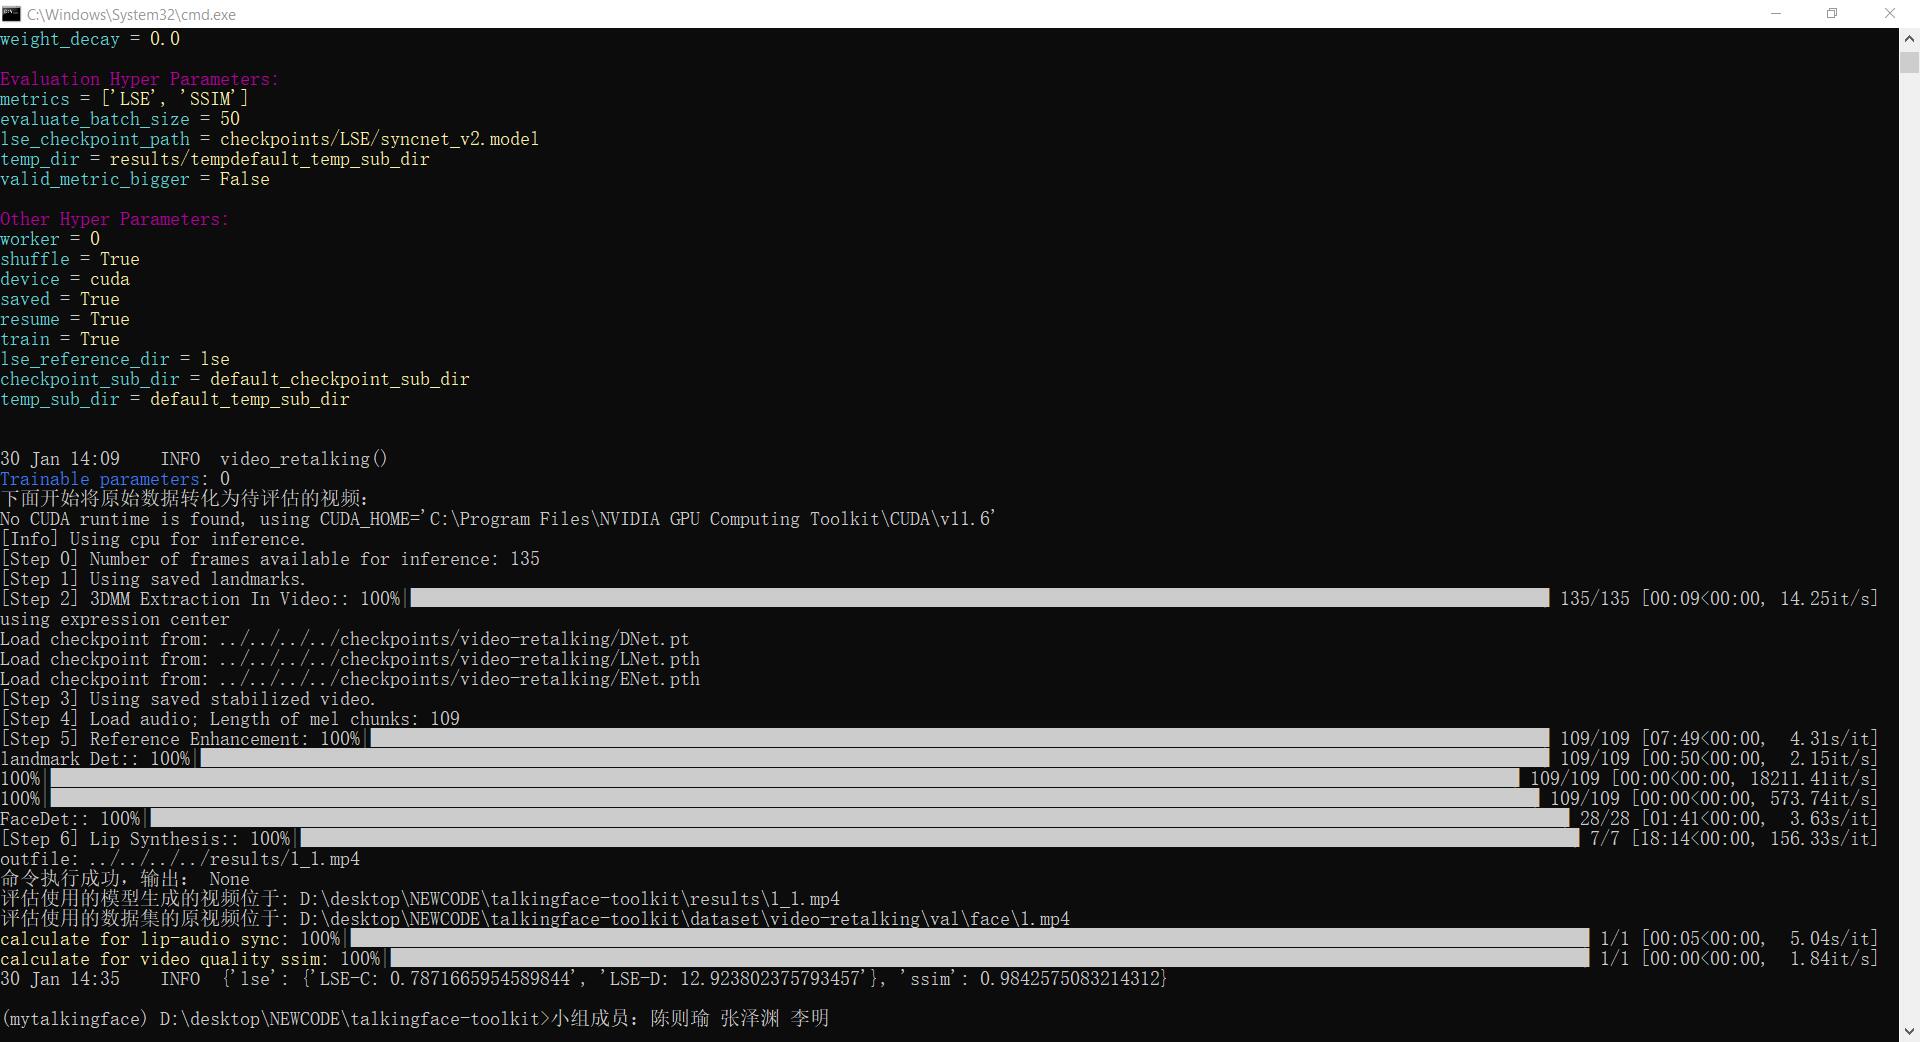 C:\Windows\System32\cmd.exe
weight_decay = 0.0
Evaluation Hyper Parameters:
metrics = ['LSE', 'SSIM']
evaluate_batch_size = 50
lse_checkpoint_path = checkpoints/LSE/syncnet_v2.model
temp_dir = results/tempdefault_temp_sub_dir
valid_metric_bigger = False
Other Hyper Parameters:
worker = 0
shuffle = True
device = cuda
saved = True
resume = True
train = True
lse_reference_dir = lse
checkpoint_sub_dir = default_checkpoint_sub_dir
temp_sub_dir = default_temp_sub_dir
30 Jan 14:09    INFO  video_retalking()
Trainable parameters: 0
下面开始将原始数据转化为待评估的视频：
No CUDA runtime is found, using CUDA_HOME='C:\Program Files\NVIDIA GPU Computing Toolkit\CUDA\v11.6'
[Info] Using cpu for inference.
[Step 0] Number of frames available for inference: 135
[Step 1] Using saved landmarks.
[Step 2] 3DMM Extraction In Video:: 100%| 135/135 [00:09<00:00, 14.25it/s]
using expression center
Load checkpoint from: ../../../../checkpoints/video-retalking/DNet.pt
Load checkpoint from: ../../../../checkpoints/video-retalking/LNet.pth
Load checkpoint from: ../../../../checkpoints/video-retalking/ENet.pth
[Step 3] Using saved stabilized video.
[Step 4] Load audio; Length of mel chunks: 109
[Step 5] Reference Enhancement: 100%| 109/109 [07:49<00:00,  4.31s/it]
landmark Det:: 100%| 109/109 [00:50<00:00,  2.15it/s]
100%| 109/109 [00:00<00:00, 18211.41it/s]
100%| 109/109 [00:00<00:00, 573.74it/s]
FaceDet:: 100%| 28/28 [01:41<00:00,  3.63s/it]
[Step 6] Lip Synthesis:: 100%| 7/7 [18:14<00:00, 156.33s/it]
outfile: ../../../../results/1_1.mp4
命令执行成功，输出： None
评估使用的模型生成的视频位于: D:\desktop\NEWCODE\talkingface-toolkit\results\1_1.mp4
评估使用的数据集的原视频位于: D:\desktop\NEWCODE\talkingface-toolkit\dataset\video-retalking\val\face\1.mp4
calculate for lip-audio sync: 100%| 1/1 [00:05<00:00,  5.04s/it]
calculate for video quality ssim: 100%| 1/1 [00:00<00:00,  1.84it/s]
30 Jan 14:35    INFO  {'lse': {'LSE-C: 0.7871665954589844', 'LSE-D: 12.923802375793457'}, 'ssim': 0.9842575083214312}
(mytalkingface) D:\desktop\NEWCODE\talkingface-toolkit>小组成员：陈则瑜 张泽渊 李明